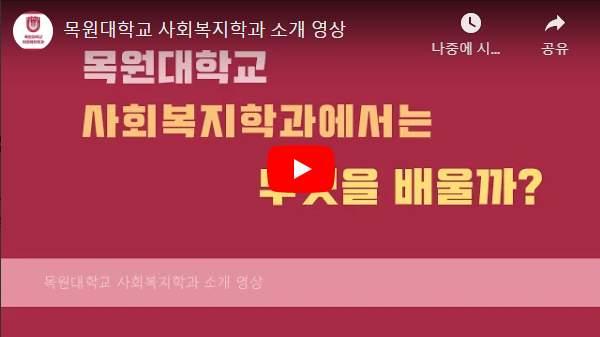 목원대학교 사회복지학과 소개 영상
나중에 시...
공유
목원대학교
사회복지학과에서는
배울까?
목원대학교 사회복지학과 소개 영상